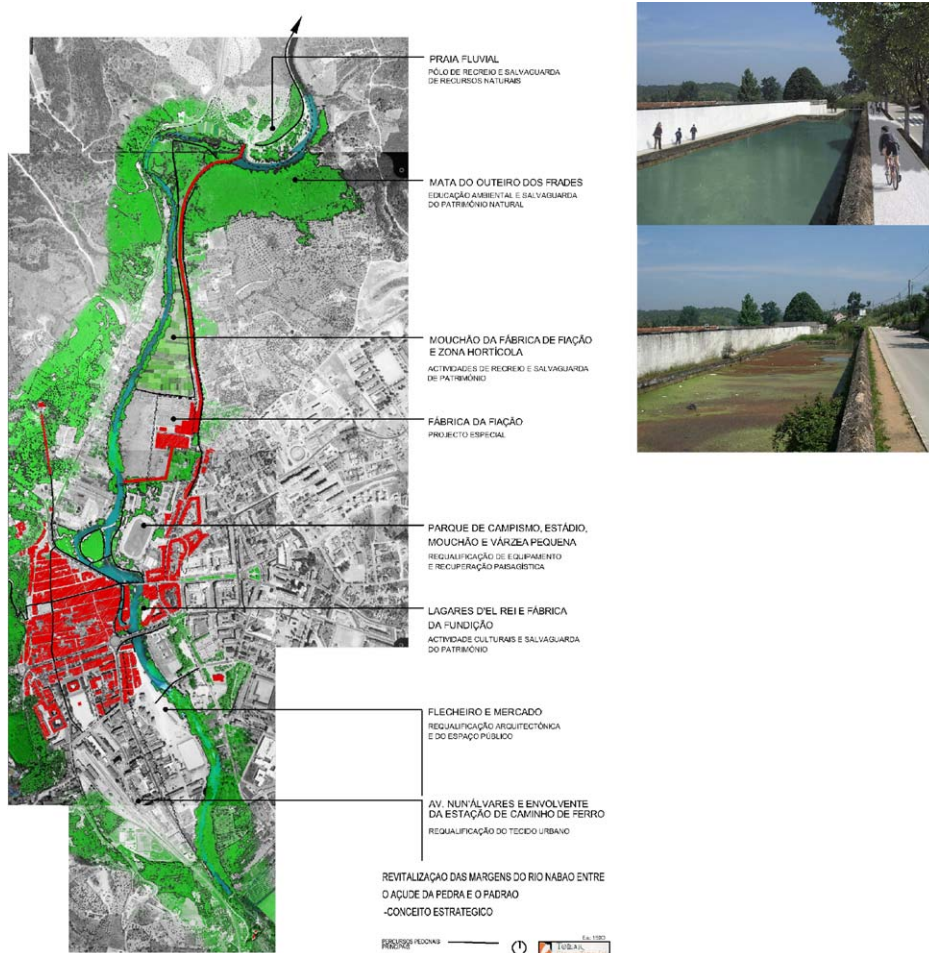 PRAIA FLUVIAL
PÓLO DE RECREIO E SALVAGUARDA
DE RECURSOS NATURAIS
MATA DO OUTEIRO DOS FRADES
EDUCAÇÃO AMBIENTAL E SALVAGUARDA
DO PATRIMÓNIO NATURAL
MOUCHÃO DA FÁBRICA DE FIAÇÃO
E ZONA HORTÍCOLA
ACTIVIDADES DE RECREIO E SALVAGUARDA
DE PATRIMÓNIO
FÁBRICA DA FIAÇÃO
PROJECTO ESPECIAL
PARQUE DE CAMPISMO, ESTÁDIO,
MOUCHÃO E VÁRZEA PEQUENA
REQUALIFICAÇÃO DE EQUIPAMENTO
E RECUPERAÇÃO PAISAGÍSTICA
LAGARES D'EL REI E FÁBRICA
DA FUNDIÇÃO
ACTIVIDADE CULTURAIS E SALVAGUARDA
DO PATRIMÓNIO
FLECHEIRO E MERCADO
REQUALIFICAÇÃO ARQUITECTÓNICA
E DO ESPAÇO PÚBLICO
AV. NUN'ÁLVARES E ENVOLVENTE
DA ESTAÇÃO DE CAMINHO DE FERRO
REQUALIFICAÇÃO DO TECIDO URBANO
REVITALIZAÇAO DAS MARGENS DO RIO NABAO ENTRE
O AÇUDE DA PEDRA E O PADRAO
-CONCEITO ESTRATEGICO
PERCURSOS PEDONAIS
PRINCIPAIS